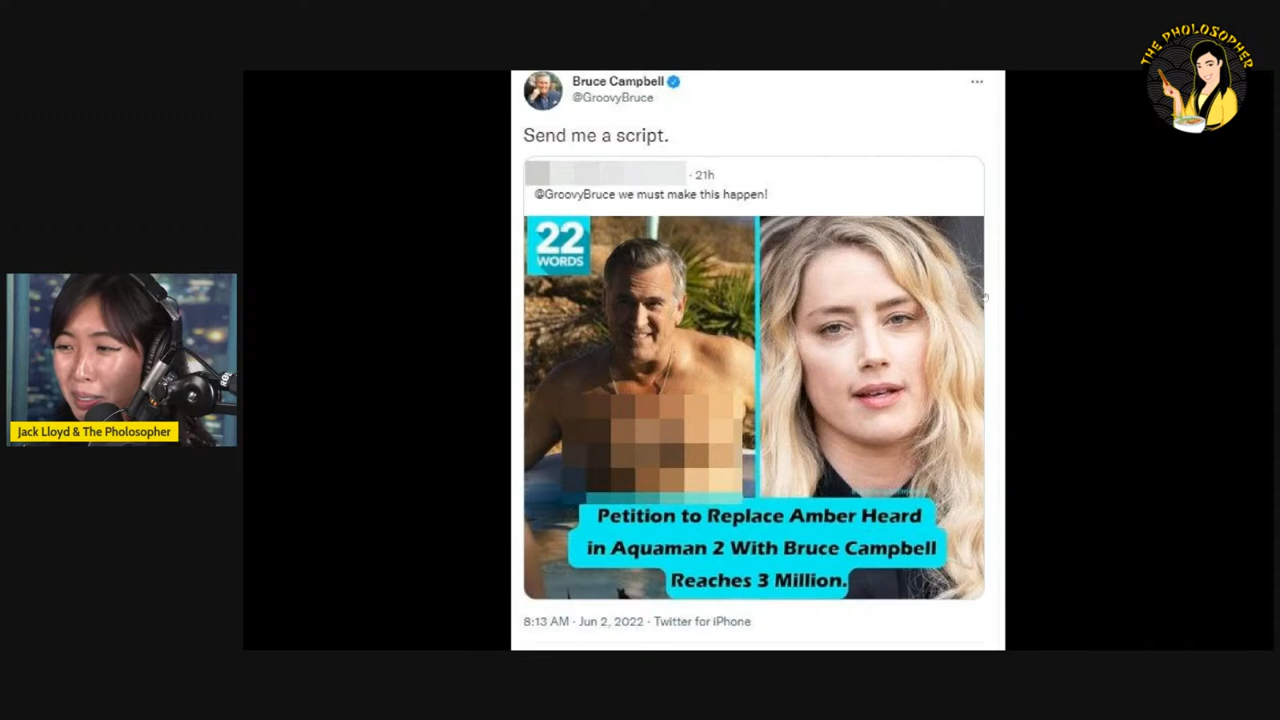 THE PHOLOSOPHER
Bruce Campbell
@GroovyBruce
Send me a script.
· 21h
@GroovyBruce we must make this happen!
22
WORDS
Petition to Replace Amber Heard
in Aquaman 2 With Bruce Campbell
Reaches 3 Million.
8:13 AM · Jun 2, 2022 · Twitter for iPhone
Jack Lloyd & The Pholosopher